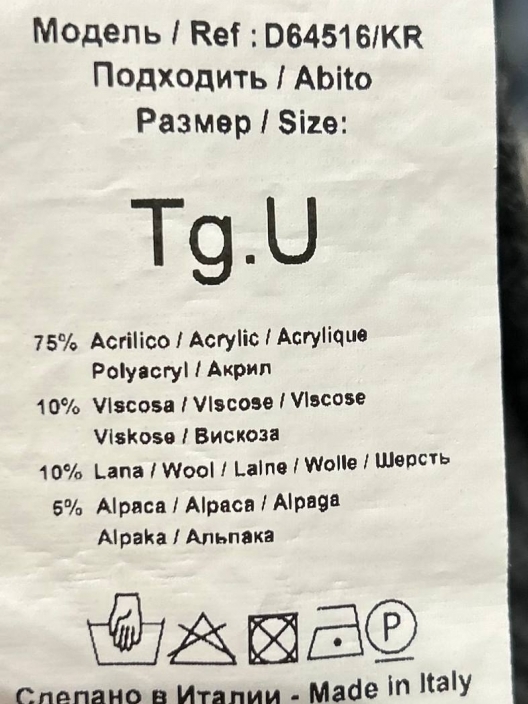 Модель / Ref : D64516/KR
Подходить / Abito
Размер / Size:
Tg.U
75% Acrilico / Acrylic / Acrylique
Polyacryl / Акрил
10% Viscosa / Viscose / Viscose
Viskose / Вискоза
10% Lana / Wool / Laine / Wolle / Шерсть
5% Alpaca / Alpaca / Alpaga
Alpaka / Альпака
P
Сделано в Италии - Made in Italy